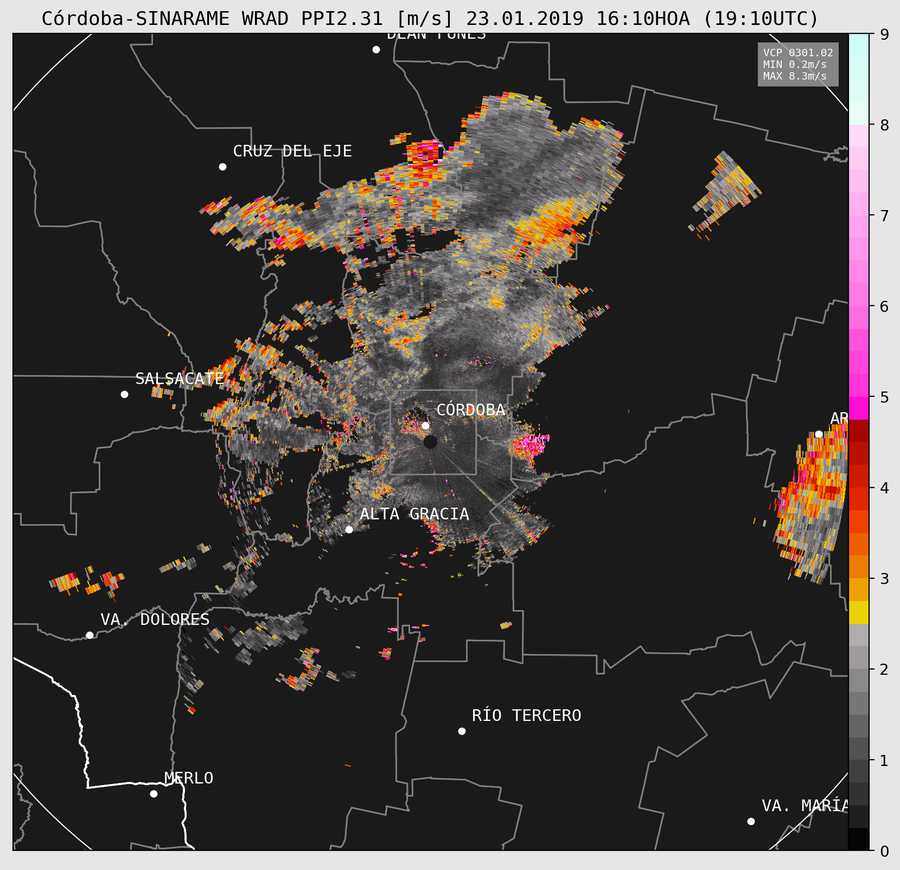 Córdoba-SINARAME WRAD PPI2.31 [m/s] 23.01.2019 16:10HOA (19:10UTC)
DEAN FUNES
VCP 0301.02
MIN 0.2m/s
MAX 8.3m/s
CRUZ DEL EJE
SALSACATE
CÓRDOBA
AR
ALTA GRACIA
VA. DOLORES
RÍO TERCERO
MERLO
VA. MARÍA
9
8
7
6
5
4
3
2
1
0